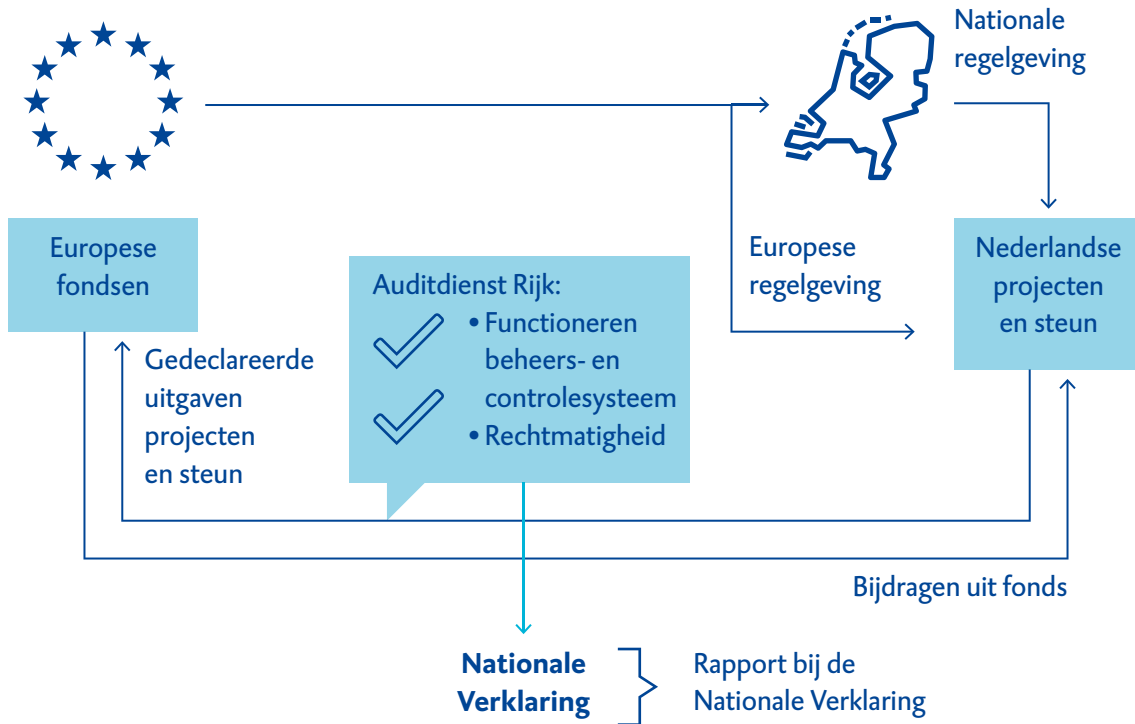 Nationale
regelgeving
Europese
fondsen
Europese
regelgeving
Nederlandse
projecten
en steun
Auditdienst Rijk:
• Functioneren
beheers- en
controlesysteem
• Rechtmatigheid
Gedeclareerde
uitgaven
projecten
en steun
Bijdragen uit fonds
Nationale
Verklaring
Rapport bij de
Nationale Verklaring